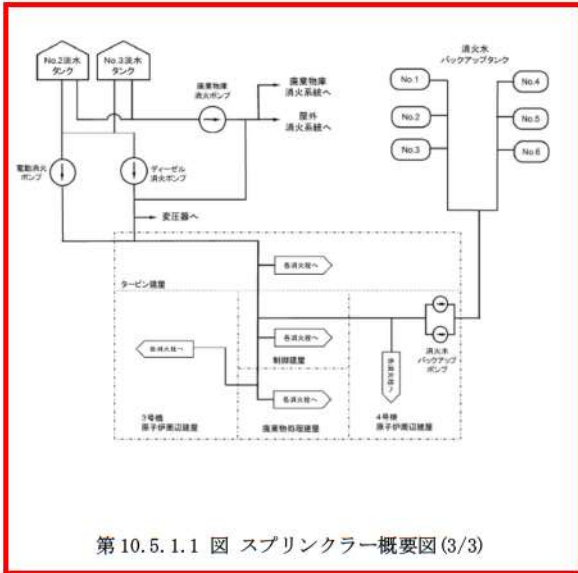 No.2淡水
タンク
No.3淡水
タンク
廃棄物庫
消火ポンプ
廃棄物庫
消火系統へ
屋外
消火系統へ
消火水
バックアップタンク
No.1
No.2
No.3
No.4
No.5
No.6
電動消火
ポンプ
ディーゼル
消火ポンプ
変圧器へ
各消火栓へ
タービン建屋
各消火栓へ
各消火栓へ
制御建屋
各消火栓へ
各消火栓へ
消火水
バックアップ
ポンプ
3号機
原子炉周辺建屋
廃棄物処理建屋
4号機
原子炉周辺建屋
第 10.5.1.1 図 スプリンクラー概要図(3/3)